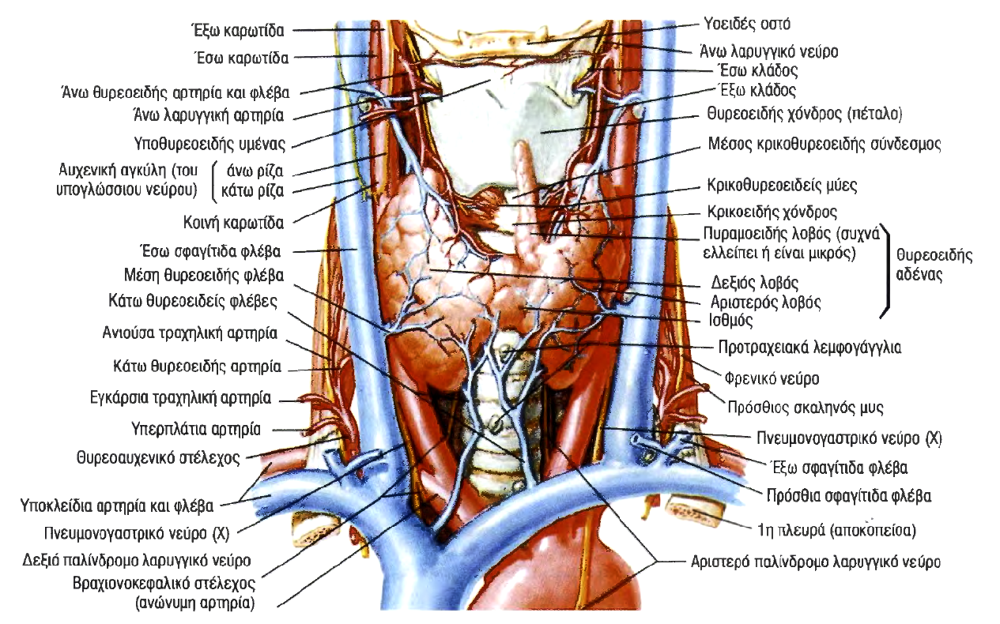 Έξω καρωτίδα
Έσω καρωτίδα
Άνω θυρεοειδής αρτηρία και φλέβα
Άνω λαρυγγική αρτηρία
Υποθυρεοειδής υμένας
Αυχενική αγκύλη (του
υπογλώσσιου νεύρου)
άνω ρίζα
κάτω ρίζα
Κοινή καρωτίδα
Έσω σφαγίτιδα φλέβα
Μέση θυρεοειδής φλέβα
Κάτω θυρεοειδείς φλέβες
Ανιούσα τραχηλική αρτηρία
Κάτω θυρεοειδής αρτηρία
Εγκάρσια τραχηλική αρτηρία
Υπερπλάτια αρτηρία
Θυρεοαυχενικό στέλεχος
Υποκλείδια αρτηρία και φλέβα
Πνευμονογαστρικό νεύρο (X)
Δεξιό παλίνδρομο λαρυγγικό νεύρο
Βραχιονοκεφαλικό στέλεχος
(ανώνυμη αρτηρία)
Υοειδές οστό
Άνω λαρυγγικό νεύρο
Έσω κλάδος
Έξω κλάδος
Θυρεοειδής χόνδρος (πέταλο)
Μέσος κρικοθυρεοειδής σύνδεσμος
Κρικοθυρεοειδείς μύες
Κρικοειδής χόνδρος
Πυραμοειδής λοβός (συχνά
ελλείπει ή είναι μικρός)
Δεξιός λοβός
Αριστερός λοβός
Ισθμός
θυρεοειδής
αδένας
Προτραχειακά λεμφογάγγλια
Φρενικό νεύρο
Πρόσθιος σκαληνός μυς
Πνευμονογαστρικό νεύρο (X)
Έξω σφαγίτιδα φλέβα
Πρόσθια σφαγίτιδα φλέβα
1η πλευρά (αποκοπείσα)
Αριστερό παλίνδρομο λαρυγγικό νεύρο